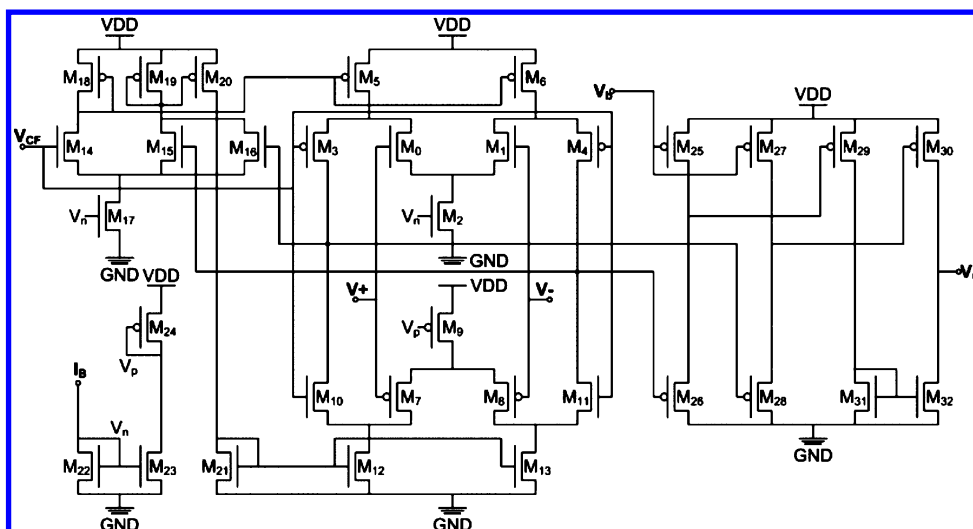 VDD VDD
M18 M19 M20 M5 M6
Vb VDD
VCF M14 M15 M16 M3 M0 M1 M4 M25 M27 M29 M30
Vn M17 Vn M2
GND GND
VDD V+ VDD V-
M24 Vp M9
Vp
IB M10 M7 M8 M11 M26 M28 M31 M32
Vn
M22 M23 M21 M12 M13 GND
GND GND